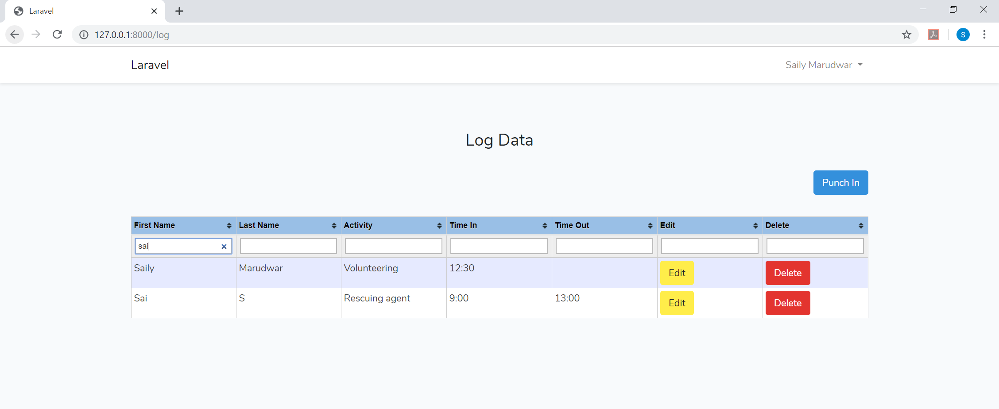 Laravel
127.0.0.1:8000/log
S
Laravel
Saily Marudwar
Log Data
Punch In
First Name Last Name Activity Time In Time Out Edit Delete
sai
Saily Marudwar Volunteering 12:30 Edit Delete
Sai S Rescuing agent 9:00 13:00 Edit Delete